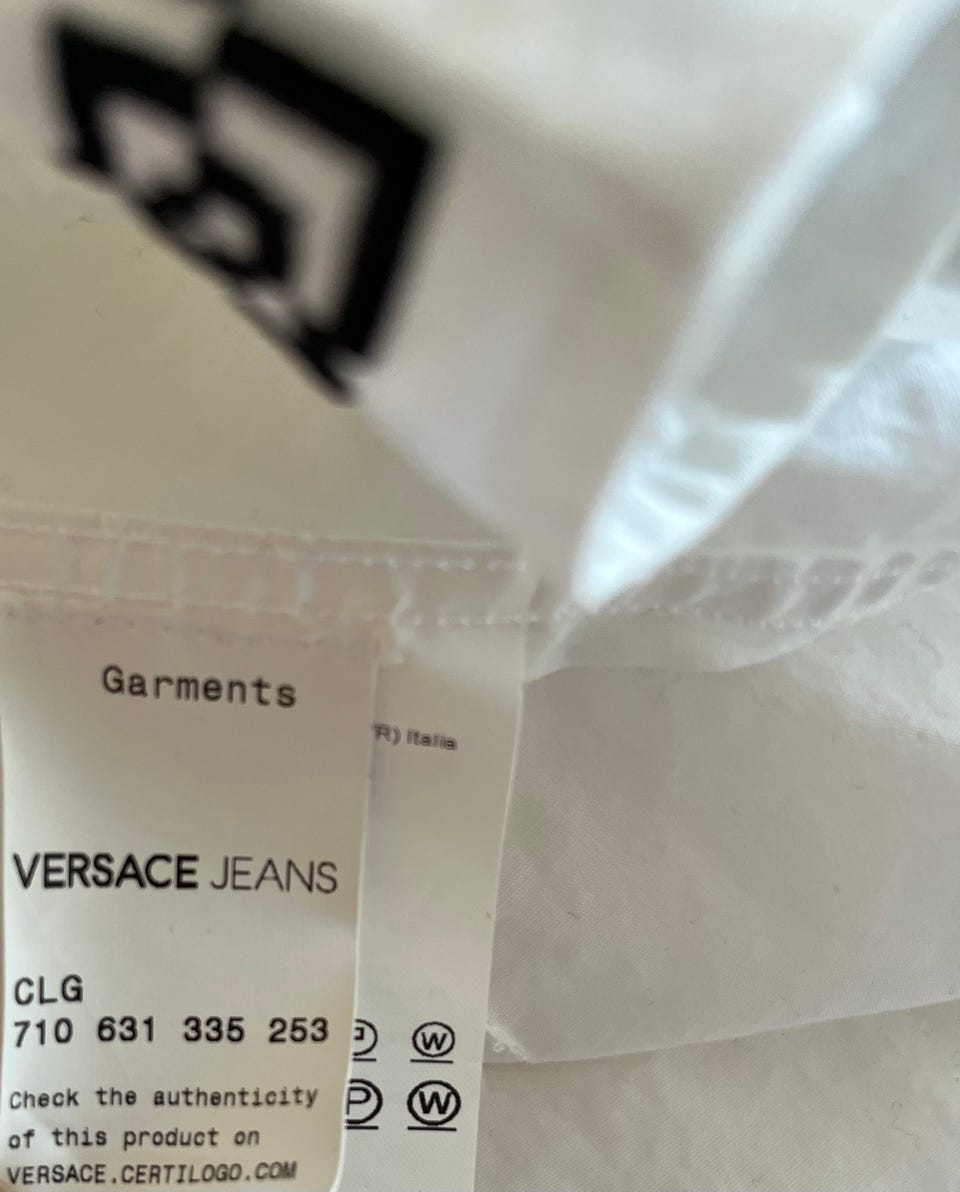 Garments
R) Italia
VERSACE JEANS
CLG
710 631 335 253
P W
Check the authenticity
of this product on
VERSACE.CERTILOGO.COM
P W